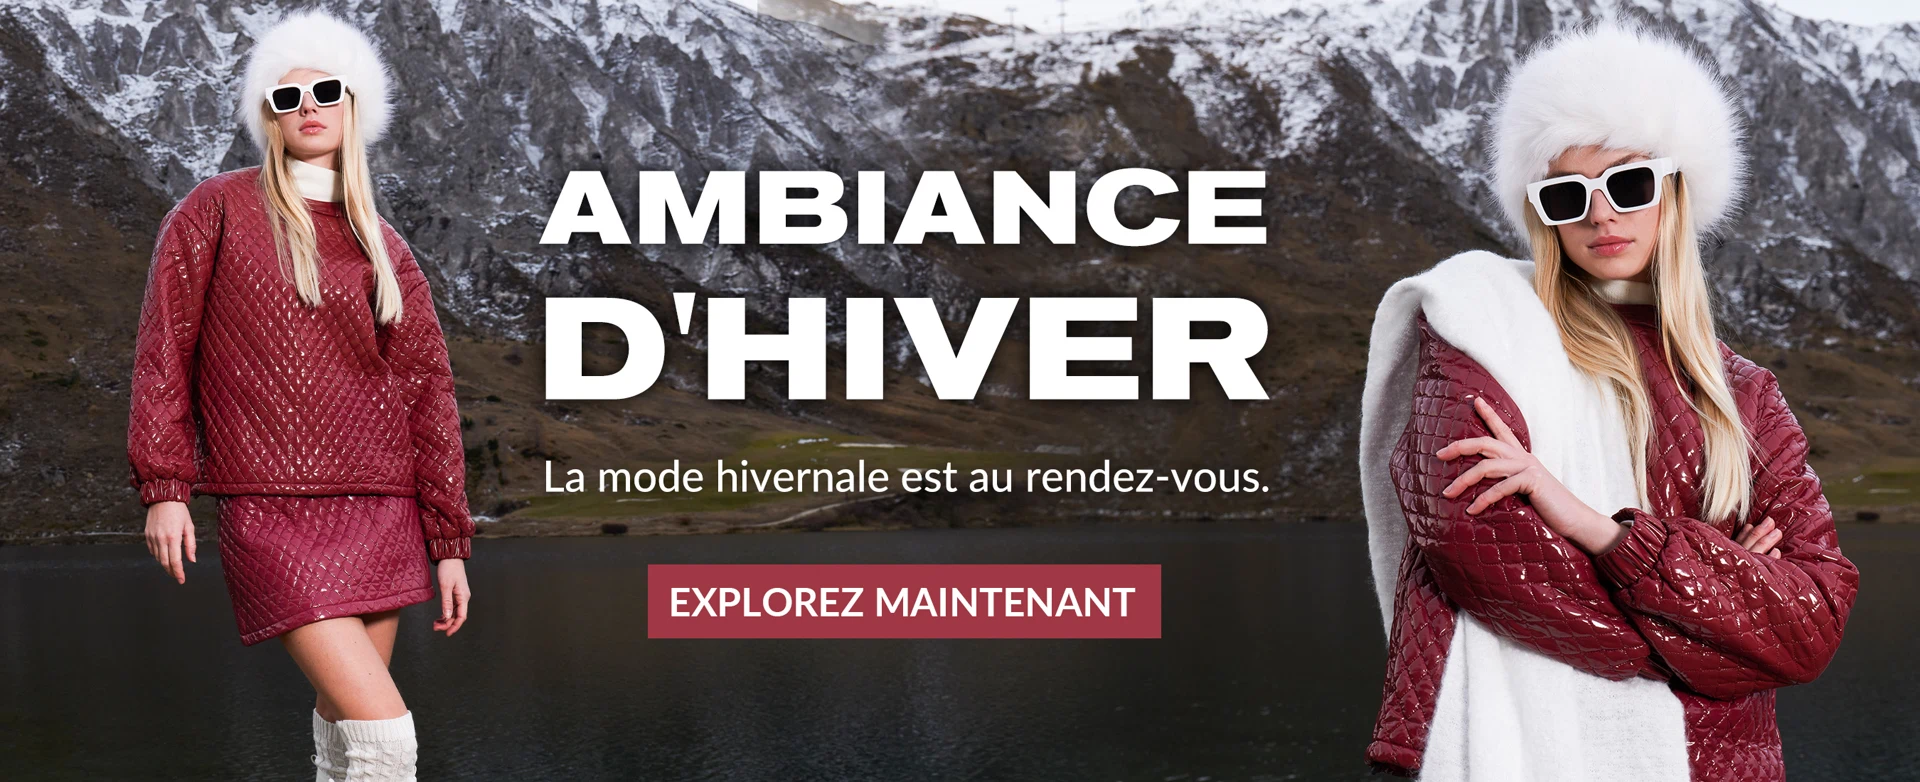 AMBIANCE
D'HIVER
La mode hivernale est au rendez-vous.
EXPLOREZ MAINTENANT